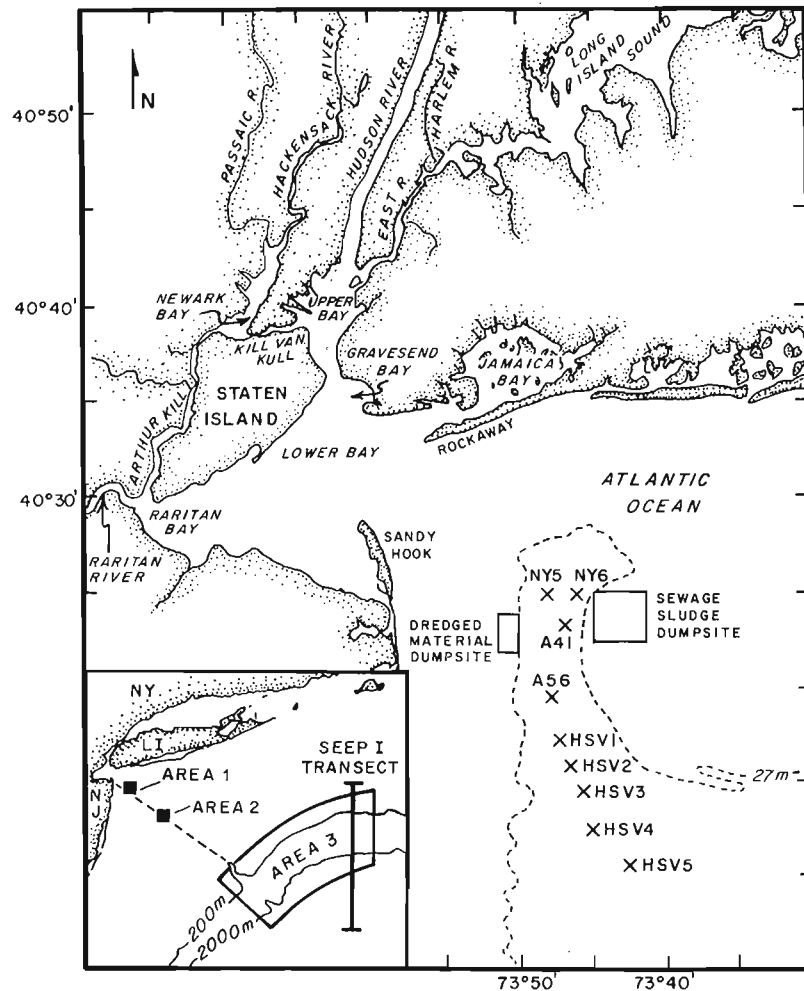 N
40°50'
40°40'
40°30'
PASSAIC R.
HACKENSACK RIVER
HUDSON RIVER
HARLEM R.
EAST R.
LONG
ISLAND
SOUND
NEWARK
BAY
UPPER
BAY
KILL VAN
KULL
GRAVESEND
BAY
JAMAICA
BAY
STATEN
ISLAND
ARTHUR KILL
LOWER BAY
ROCKAWAY
RARITAN
BAY
RARITAN
RIVER
SANDY
HOOK
ATLANTIC
OCEAN
NY5 NY6
A41
DREDGED
MATERIAL
DUMPSITE
SEWAGE
SLUDGE
DUMPSITE
A56
HSV1
HSV2
HSV3
HSV4
HSV5
27m
NY
LI
NJ
AREA 1
AREA 2
AREA 3
SEEP I
TRANSECT
200m
2000m
73°50'
73°40'